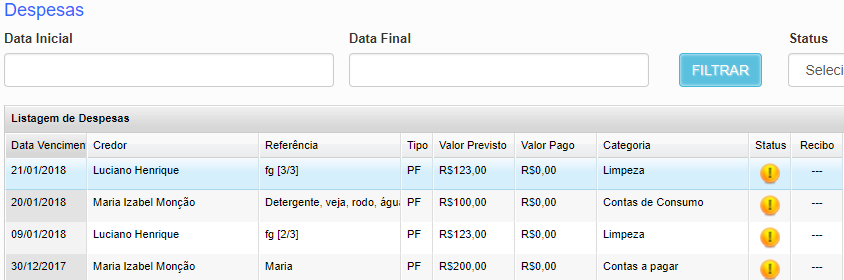 Despesas
Data Inicial Data Final Status
FILTRAR Seleci
Listagem de Despesas
Data Vencimen Credor Referência Tipo Valor Previsto Valor Pago Categoria Status Recibo
21/01/2018 Luciano Henrique fg [3/3] PF R$123,00 R$0,00 Limpeza ---
20/01/2018 Maria Izabel Monção Detergente, veja, rodo, águ PF R$100,00 R$0,00 Contas de Consumo ---
09/01/2018 Luciano Henrique fg [2/3] PF R$123,00 R$0,00 Limpeza ---
30/12/2017 Maria Izabel Monção Maria PF R$200,00 R$0,00 Contas a pagar ---